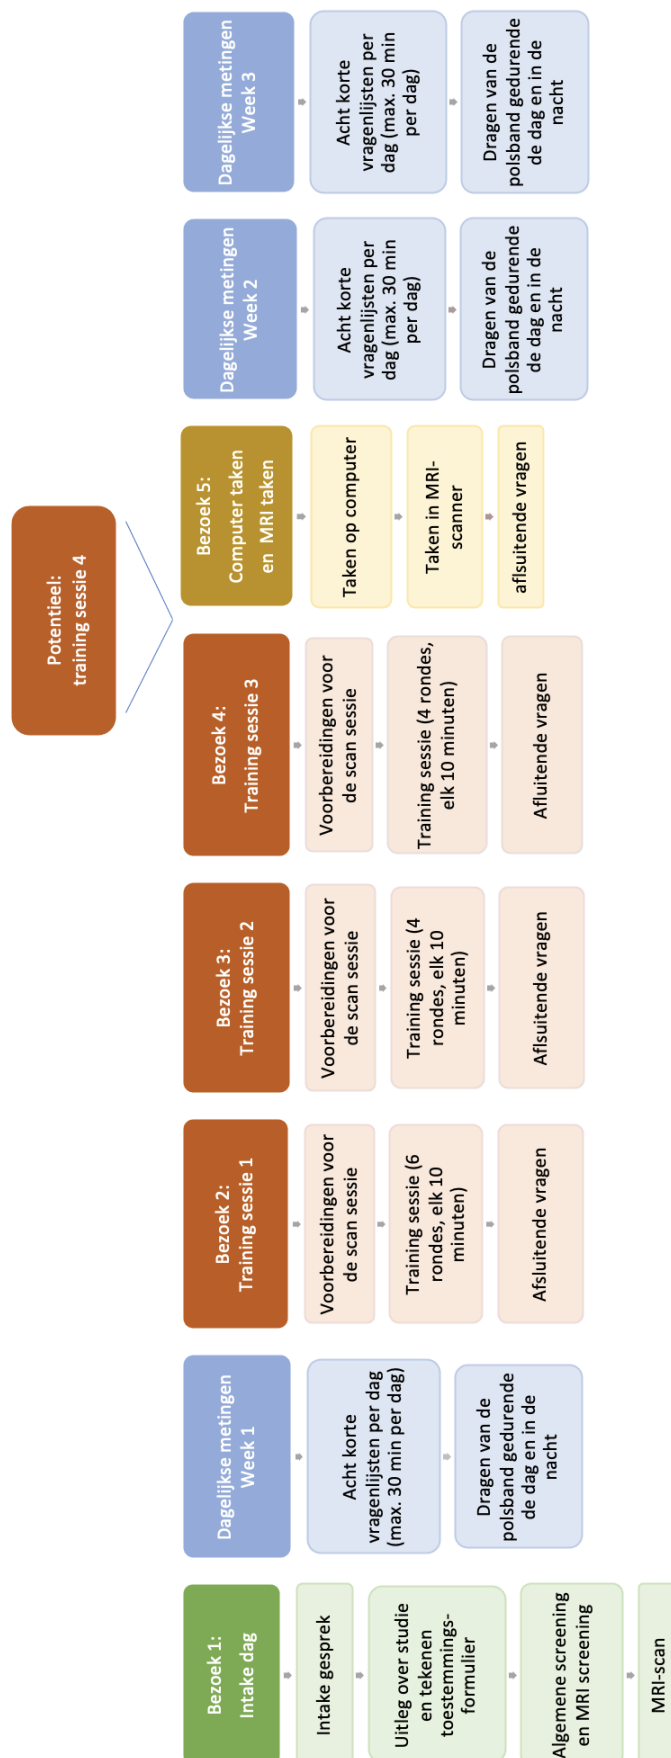 Potentieel:
training sessie 4
Bezoek 1:
Intake dag
Intake gesprek
Uitleg over studie
en tekenen
toestemmings-
formulier
Algemene screening
en MRI screening
MRI-scan
Dagelijkse metingen
Week 1
Acht korte
vragenlijsten per dag
(max. 30 min per dag)
Dragen van de
polsband gedurende
de dag en in de
nacht
Bezoek 2:
Training sessie 1
Voorbereidingen voor
de scan sessie
Training sessie (6
rondes, elk 10
minuten)
Afsluitende vragen
Bezoek 3:
Training sessie 2
Voorbereidingen voor
de scan sessie
Training sessie (4
rondes, elk 10
minuten)
Aflsuitende vragen
Bezoek 4:
Training sessie 3
Voorbereidingen voor
de scan sessie
Training sessie (4 rondes,
elk 10 minuten)
Afluitende vragen
Bezoek 5:
Computer taken
en MRI taken
Taken op computer
Taken in MRI-
scanner
aflsuitende vragen
Dagelijkse metingen
Week 2
Acht korte
vragenlijsten per
dag (max. 30 min
per dag)
Dragen van de
polsband gedurende
de dag en in de
nacht
Dagelijkse metingen
Week 3
Acht korte
vragenlijsten per
dag (max. 30 min
per dag)
Dragen van de
polsband gedurende
de dag en in de
nacht